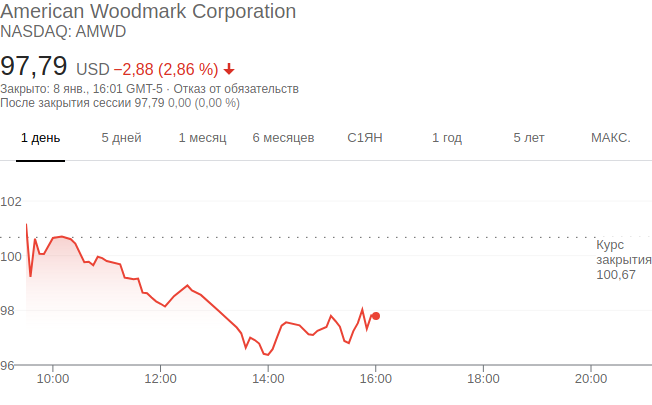 American Woodmark Corporation
NASDAQ: AMWD
97,79 USD −2,88 (2,86 %)
Закрыто: 8 янв., 16:01 GMT-5 · Отказ от обязательств
После закрытия сессии 97,79 0,00 (0,00 %)
1 день 5 дней 1 месяц 6 месяцев С1ЯН 1 год 5 лет МАКС.
102
100
98
96
Курс
закрытия
100,67
10:00 12:00 14:00 16:00 18:00 20:00